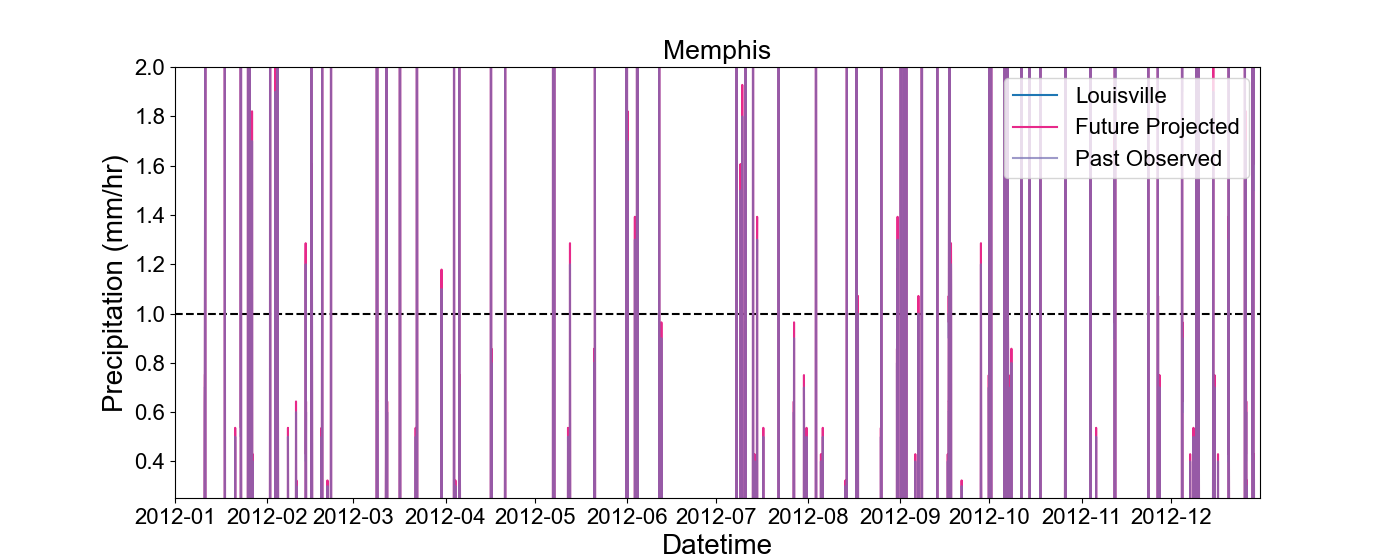 Memphis
Precipitation (mm/hr)
2.0
1.8
1.6
1.4
1.2
1.0
0.8
0.6
0.4
Louisville
Future Projected
Past Observed
2012-01 2012-02 2012-03 2012-04 2012-05 2012-06 2012-07 2012-08 2012-09 2012-10 2012-11 2012-12
Datetime